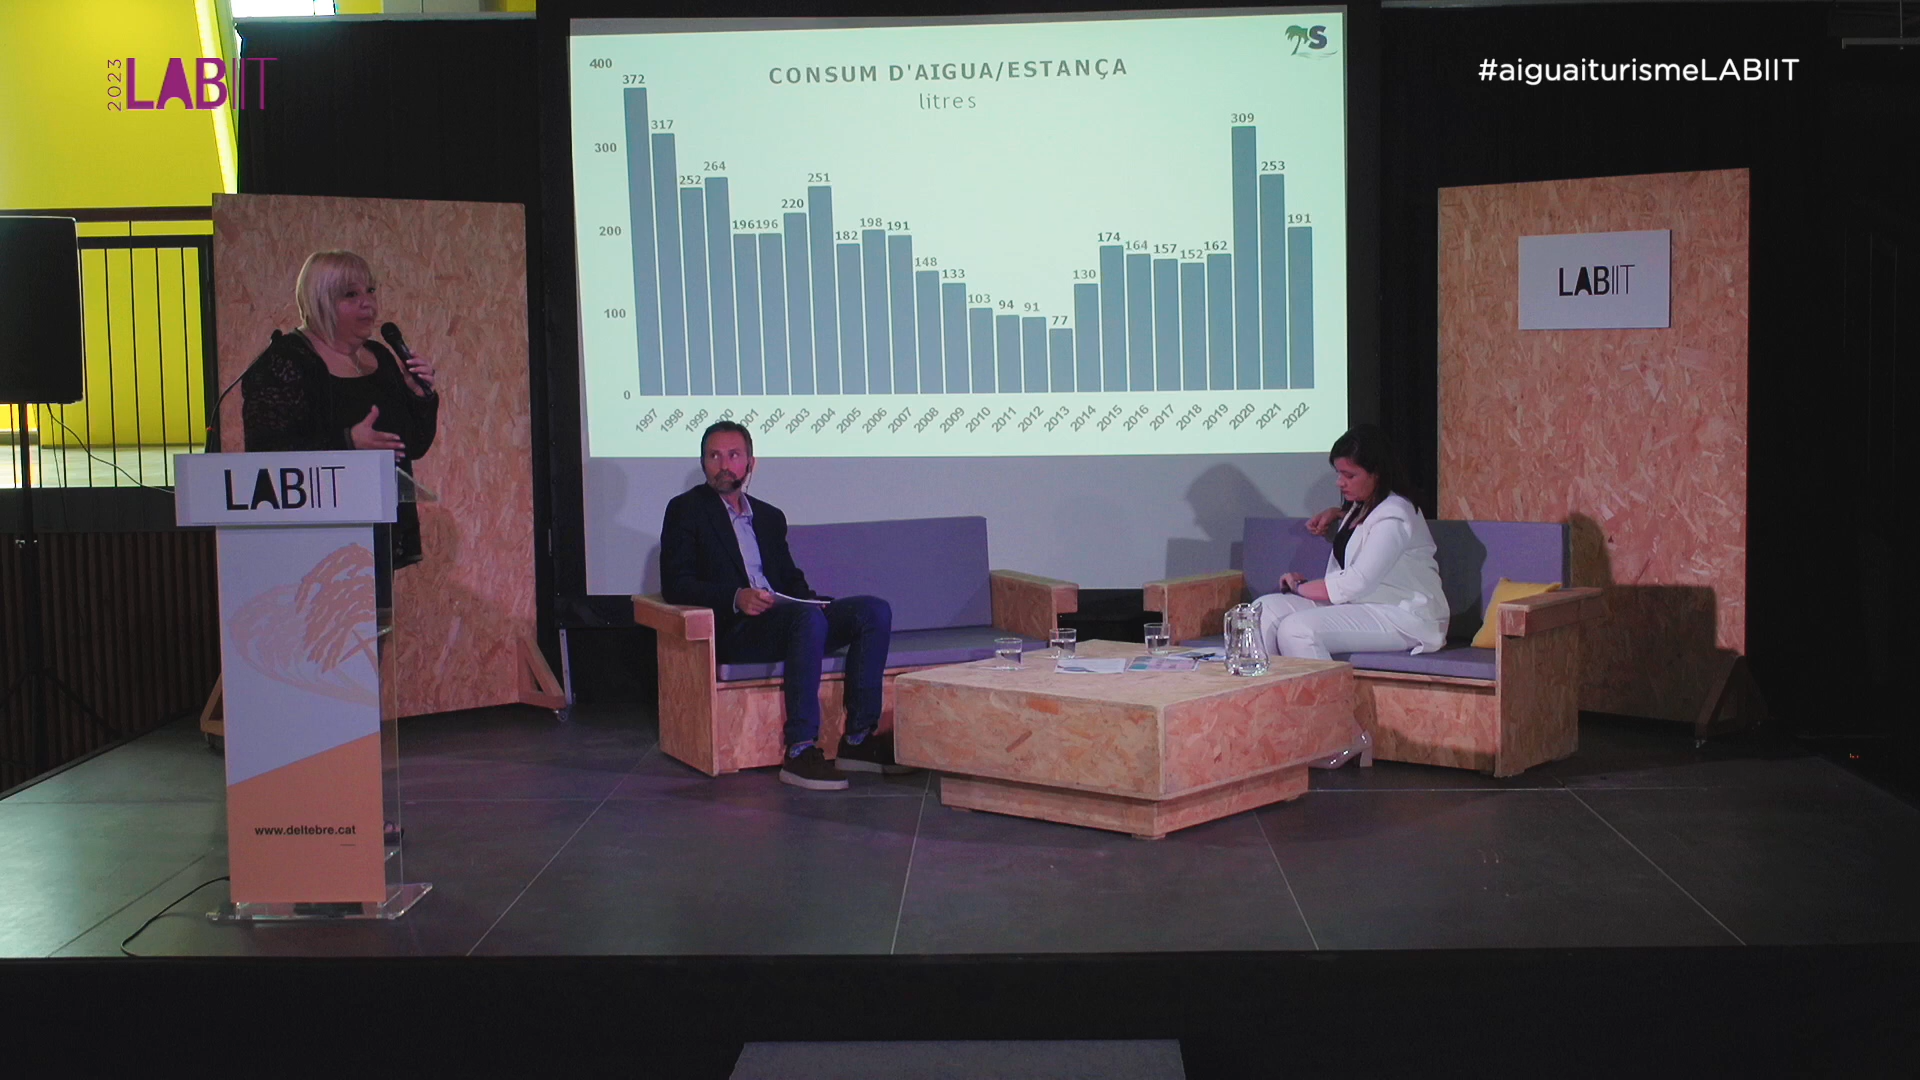 2023 LABIIT
#aiguaiturismeLABIIT
S
CONSUM D'AIGUA/ESTANÇA
litres
400
300
200
100
0
372 317 252 264 196 196 220 251 182 198 191 148 133 103 94 91 77 130 174 164 157 152 162 309 253 191
1997 1998 1999 000 001 2002 2003 2004 2005 2006 2007 2008 2009 2010 2011 2012 2013 2014 2015 2016 2017 2018 2019 2020 2021 2022
LABIIT
LABIIT
www.deltebre.cat